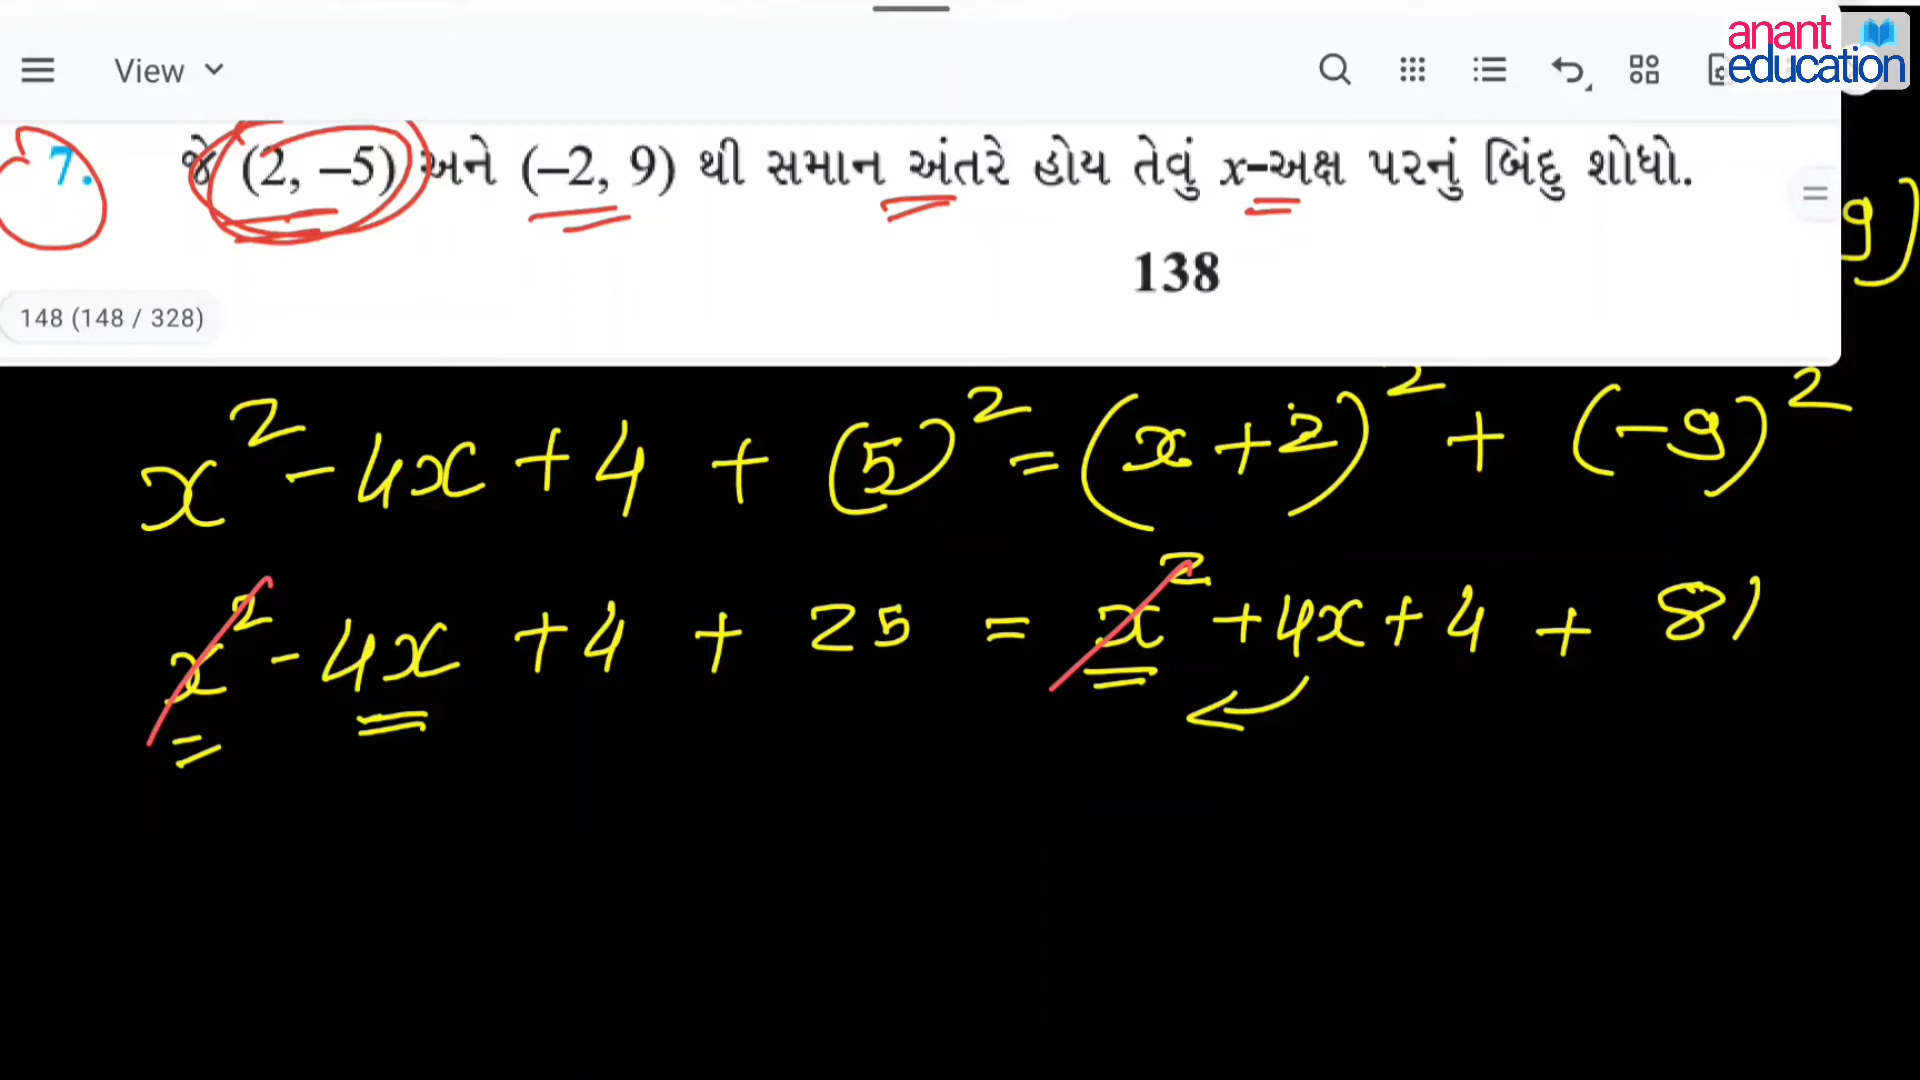 anant
education
View
7. જે (2, –5) અને (–2, 9) થી સમાન અંતરે હોય તેવું x–અક્ષ પરનું બિંદુ શોધો.
9)
138
148 (148 / 328)
x² - 4x + 4 + (5)² = (x + 2)² + (-9)²
x² - 4x + 4 + 25 = x² + 4x + 4 + 81